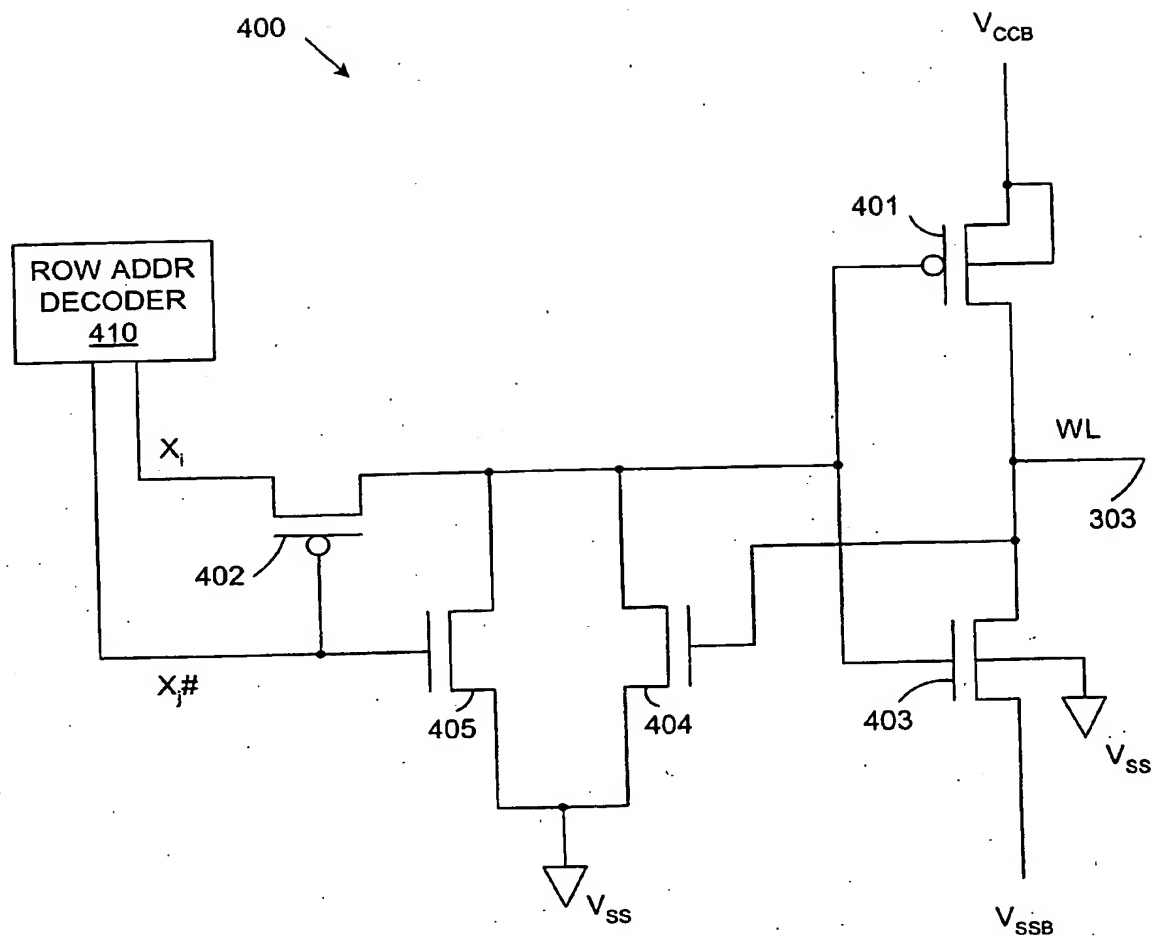 400
V_CCB
401
ROW ADDR
DECODER
410
X_i
WL
303
402
X_j#
405
404
403
V_SS
V_SS
V_SSB